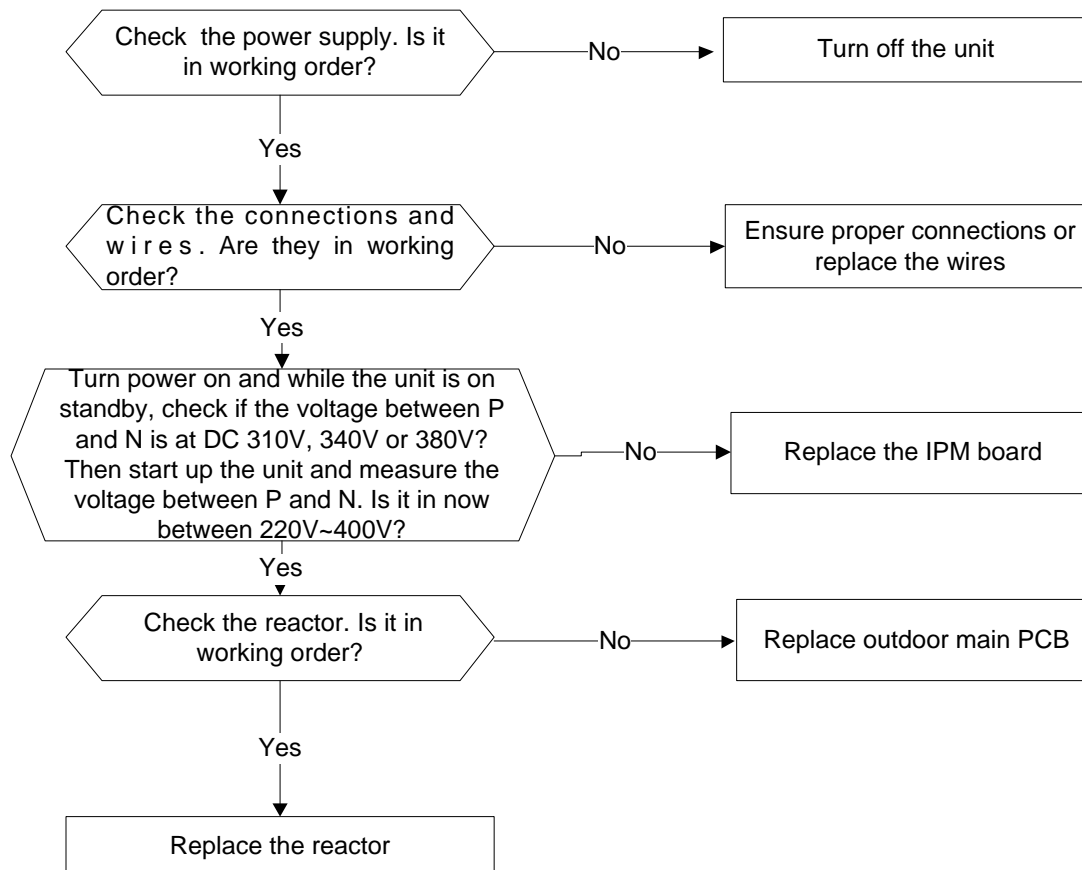 Check the power supply. Is it
in working order?
No
Turn off the unit
Yes
Check the connections and
wires. Are they in working
order?
No
Ensure proper connections or
replace the wires
Yes
Turn power on and while the unit is on
standby, check if the voltage between P
and N is at DC 310V, 340V or 380V?
Then start up the unit and measure the
voltage between P and N. Is it in now
between 220V~400V?
No
Replace the IPM board
Yes
Check the reactor. Is it in
working order?
No
Replace outdoor main PCB
Yes
Replace the reactor